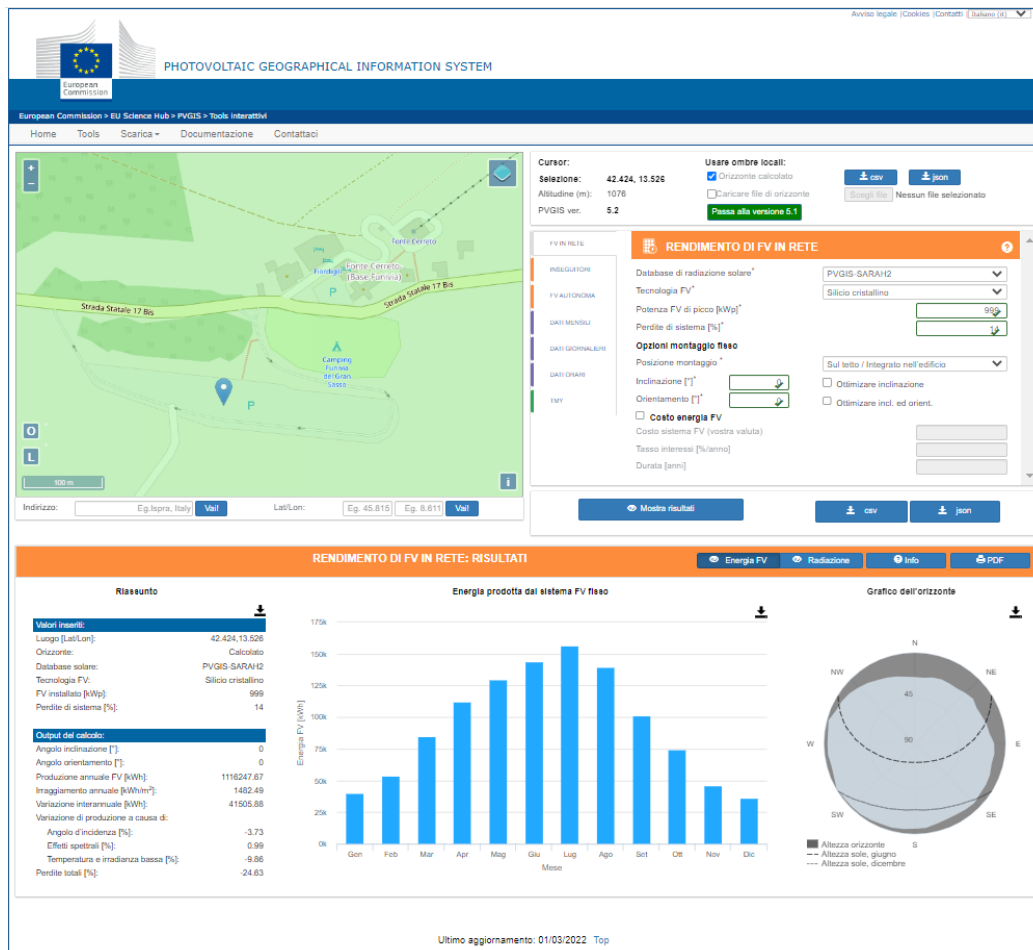 Avviso legale |Cookies |Contatti | Italiano (it)
European
Commission
PHOTOVOLTAIC GEOGRAPHICAL INFORMATION SYSTEM
European Commission > EU Science Hub > PVGIS > Tools interattivi
Home Tools Scarica Documentazione Contattaci
+
−
Fonte Cerreto
Fiordigigli
Fonte Cerreto
(Base Funivia)
P
Strada Statale 17 Bis
Strada Statale 17 Bis
Camping
Funivia
del Gran
Sasso
P
O
L
100 m
i
Indirizzo: Eg.Ispra, Italy Vai! Lat/Lon: Eg. 45.815 Eg. 8.611 Vai!
Cursor:
Selezione: 42.424, 13.526
Altitudine (m): 1076
PVGIS ver. 5.2
Usare ombre locali:
Orizzonte calcolato
Caricare file di orizzonte
Passa alla versione 5.1
csv json
Scegli file Nessun file selezionato
FV IN RETE
INSEGUITORI
FV AUTONOMA
DATI MENSILI
DATI GIORNALIERI
DATI ORARI
TMY
RENDIMENTO DI FV IN RETE
?
Database di radiazione solare* PVGIS-SARAH2
Tecnologia FV* Silicio cristallino
Potenza FV di picco [kWp]* 999
Perdite di sistema [%]* 14
Opzioni montaggio fisso
Posizione montaggio * Sul tetto / Integrato nell'edificio
Inclinazione [°]* 0 Ottimizare inclinazione
Orientamento [°]* 0 Ottimizare incl. ed orient.
Costo energia FV
Costo sistema FV (vostra valuta)
Tasso interessi [%/anno]
Durata [anni]
Mostra risultati csv json
RENDIMENTO DI FV IN RETE: RISULTATI
Energia FV Radiazione Info PDF
Riassunto
Valori inseriti:
Luogo [Lat/Lon]: 42.424,13.526
Orizzonte: Calcolato
Database solare: PVGIS-SARAH2
Tecnologia FV: Silicio cristallino
FV installato [kWp]: 999
Perdite di sistema [%]: 14
Output del calcolo:
Angolo inclinazione [°]: 0
Angolo orientamento [°]: 0
Produzione annuale FV [kWh]: 1116247.67
Irraggiamento annuale [kWh/m²]: 1482.49
Variazione interannuale [kWh]: 41505.88
Variazione di produzione a causa di:
Angolo d'incidenza [%]: -3.73
Effetti spettrali [%]: 0.99
Temperatura e irradianza bassa [%]: -9.86
Perdite totali [%]: -24.63
Energia prodotta dal sistema FV fisso
Energia FV [kWh]
175k
150k
125k
100k
75k
50k
25k
0k
Gen Feb Mar Apr Mag Giu Lug Ago Set Ott Nov Dic
Mese
Grafico dell'orizzonte
N
NW NE
45
W 90 E
SW SE
S
Altezza orizzonte
Altezza sole, giugno
Altezza sole, dicembre
Ultimo aggiornamento: 01/03/2022 Top